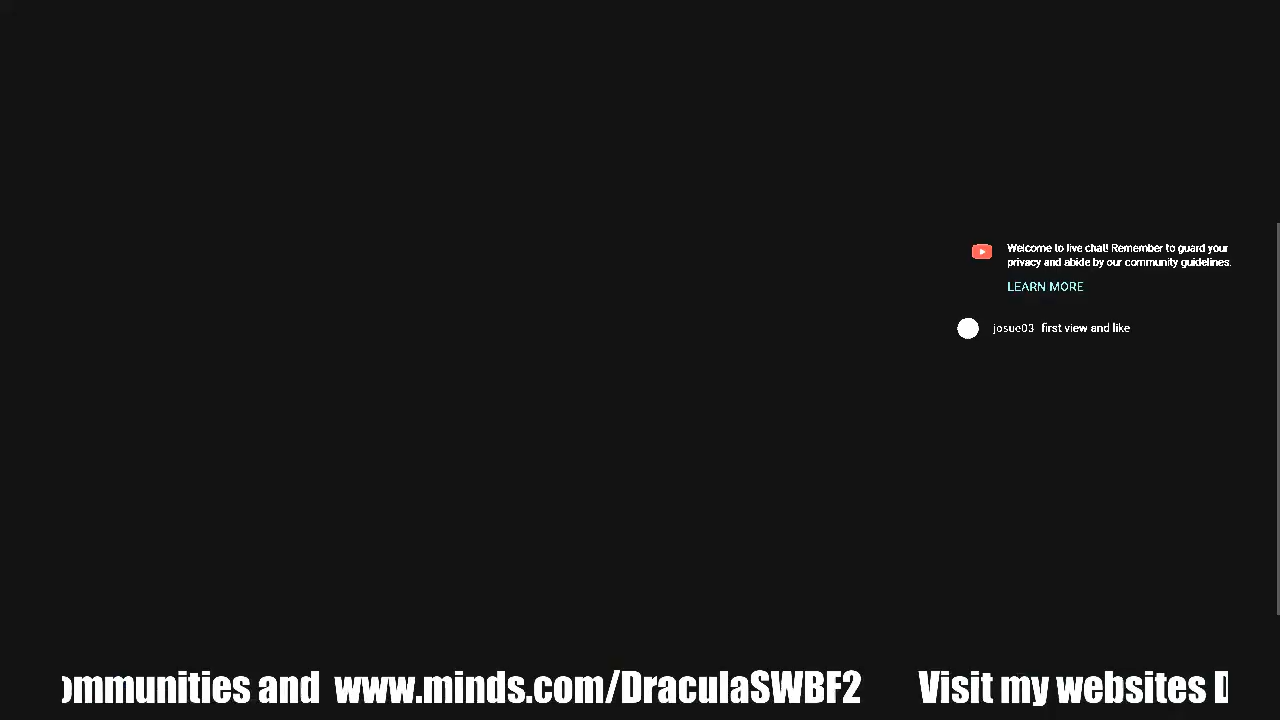 Welcome to live chat! Remember to guard your
privacy and abide by our community guidelines.
LEARN MORE
josue03 first view and like
ommunities and www.minds.com/DraculaSWBF2 Visit my websites